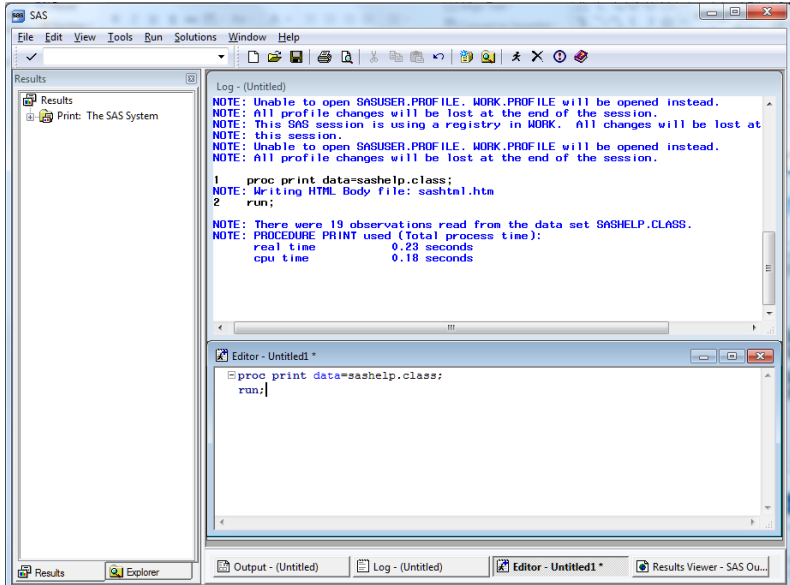 SAS
File Edit View Tools Run Solutions Window Help
Results
Results
Print: The SAS System
Log - (Untitled)
NOTE: Unable to open SASUSER.PROFILE. WORK.PROFILE will be opened instead.
NOTE: All profile changes will be lost at the end of the session.
NOTE: This SAS session is using a registry in WORK.  All changes will be lost at
NOTE: this session.
NOTE: Unable to open SASUSER.PROFILE. WORK.PROFILE will be opened instead.
NOTE: All profile changes will be lost at the end of the session.
1    proc print data=sashelp.class;
NOTE: Writing HTML Body file: sashtml.htm
2    run;
NOTE: There were 19 observations read from the data set SASHELP.CLASS.
NOTE: PROCEDURE PRINT used (Total process time):
real time           0.23 seconds
cpu time            0.18 seconds
Editor - Untitled1 *
proc print data=sashelp.class;
run;
Results Explorer
Output - (Untitled) Log - (Untitled) Editor - Untitled1 * Results Viewer - SAS Ou...